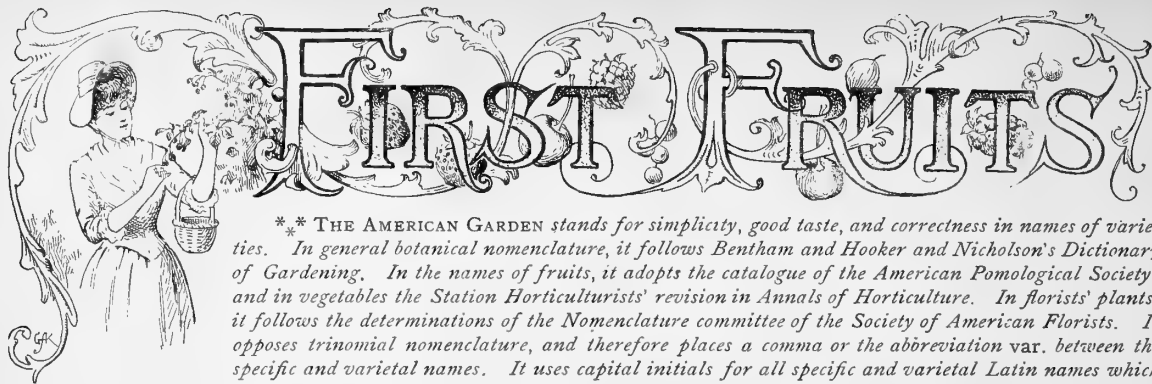 FIRST FRUITS
*** THE AMERICAN GARDEN stands for simplicity, good taste, and correctness in names of varie
ties. In general botanical nomenclature, it follows Bentham and Hooker and Nicholson's Dictionary
of Gardening. In the names of fruits, it adopts the catalogue of the American Pomological Society
and in vegetables the Station Horticulturists' revision in Annals of Horticulture. In florists' plants
it follows the determinations of the Nomenclature committee of the Society of American Florists. I
opposes trinomial nomenclature, and therefore places a comma or the abbreviation var. between th
specific and varietal names. It uses capital initials for all specific and varietal Latin names which